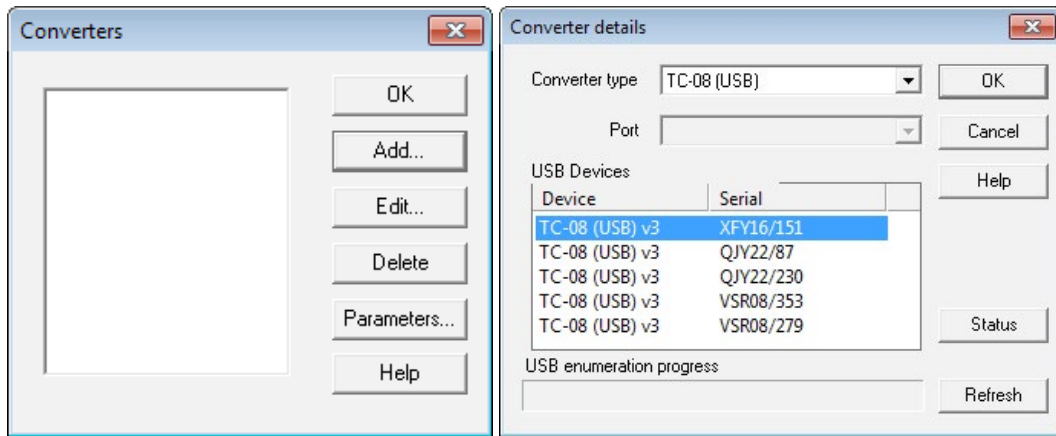 Converters
OK
Add...
Edit...
Delete
Parameters...
Help
Converter details
Converter type TC-08 (USB) OK
Port Cancel
USB Devices Help
Device Serial
TC-08 (USB) v3 XFY16/151
TC-08 (USB) v3 QJY22/87
TC-08 (USB) v3 QJY22/230
TC-08 (USB) v3 VSR08/353
TC-08 (USB) v3 VSR08/279
Status
USB enumeration progress
Refresh